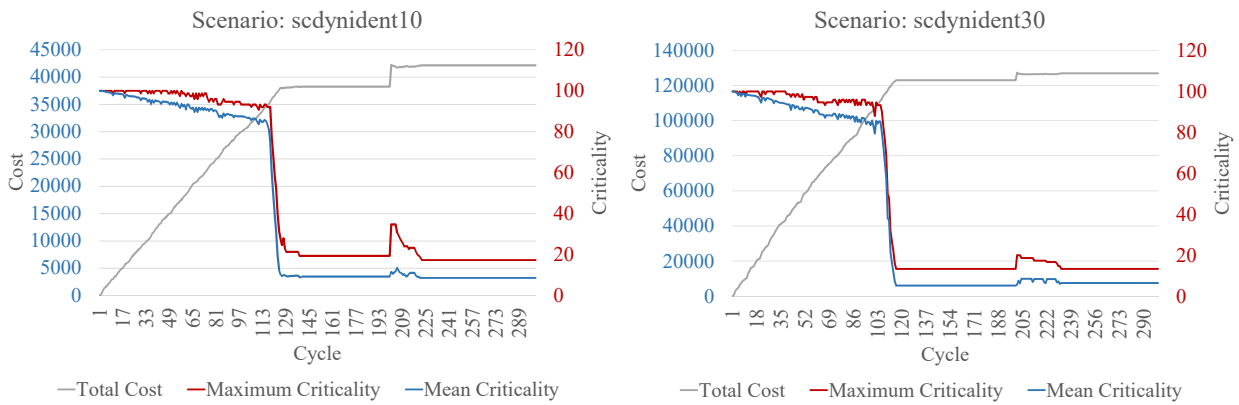 Scenario: scdynident10
45000
40000
35000
30000
25000
20000
15000
10000
5000
0
Cost
120
100
80
60
40
20
0
Criticality
1 17 33 49 65 81 97 113 129 145 161 177 193 209 225 241 257 273 289
Cycle
Total Cost Maximum Criticality Mean Criticality
Scenario: scdynident30
140000
120000
100000
80000
60000
40000
20000
0
Cost
120
100
80
60
40
20
0
Criticality
1 18 35 52 69 86 103 120 137 154 171 188 205 222 239 256 273 290
Cycle
Total Cost Maximum Criticality Mean Criticality